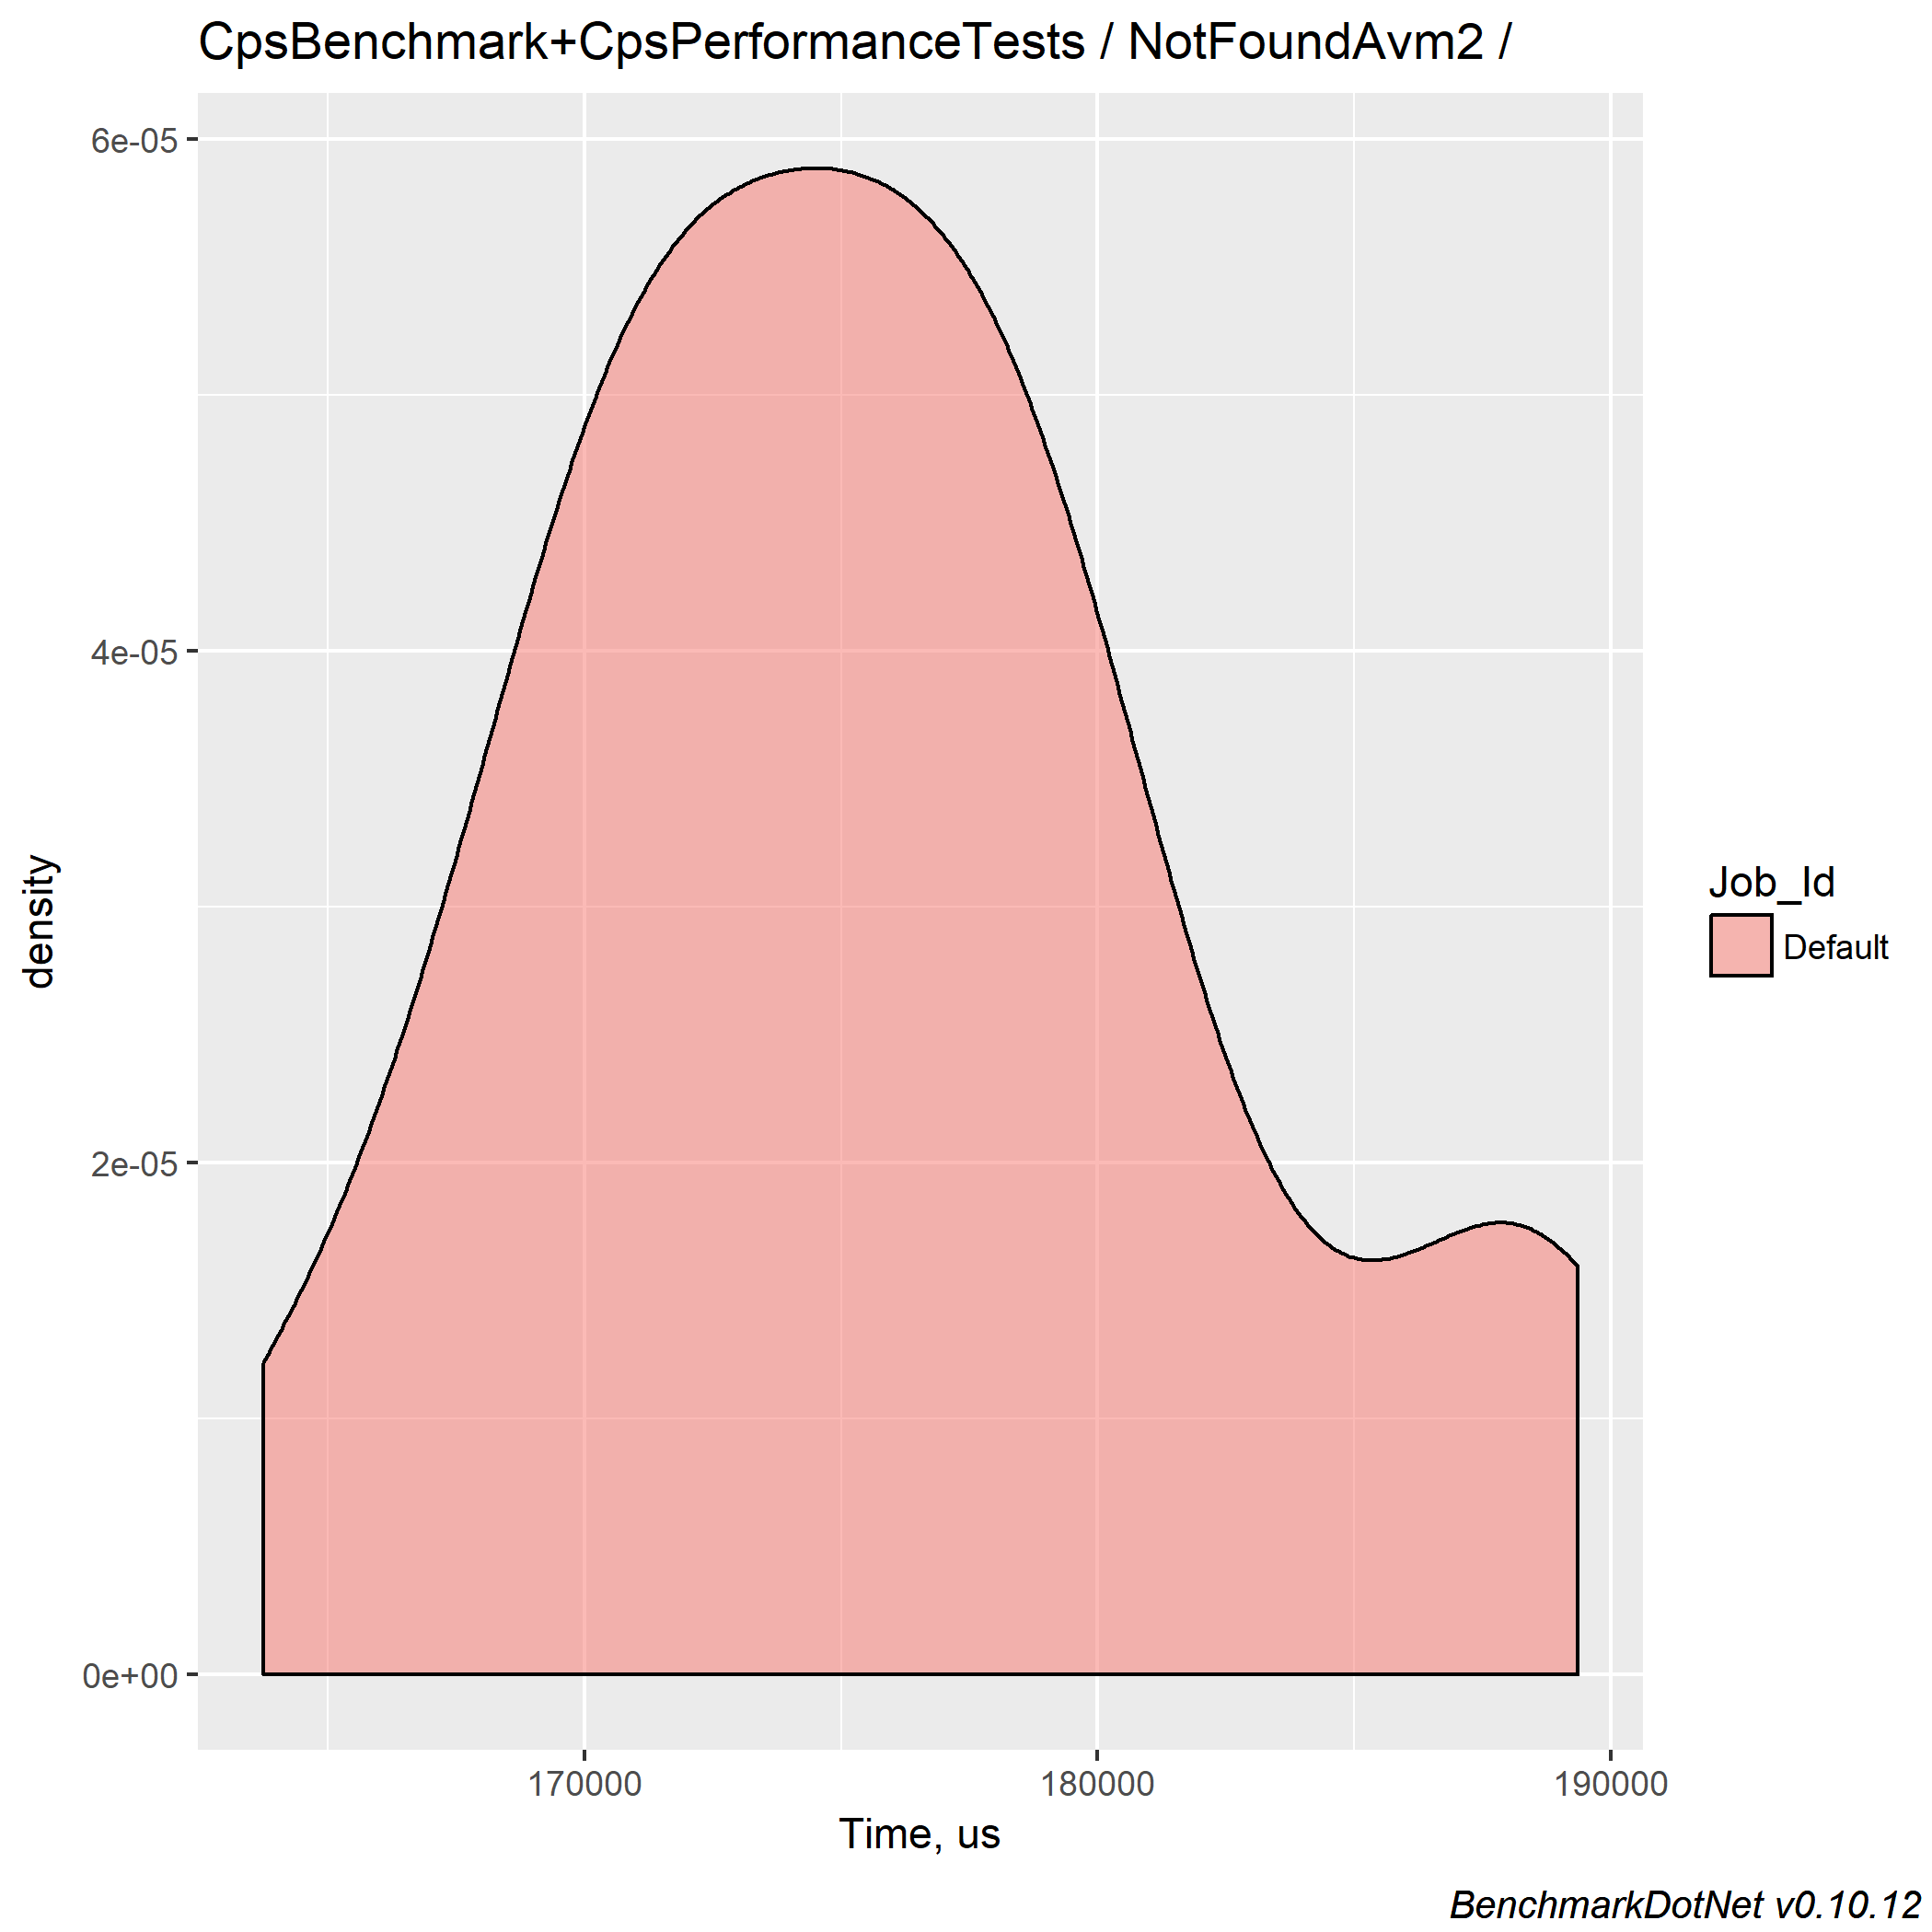 CpsBenchmark+CpsPerformanceTests / NotFoundAvm2 /
6e-05
4e-05
2e-05
0e+00
density
170000
180000
190000
Time, us
Job_Id
Default
BenchmarkDotNet v0.10.12